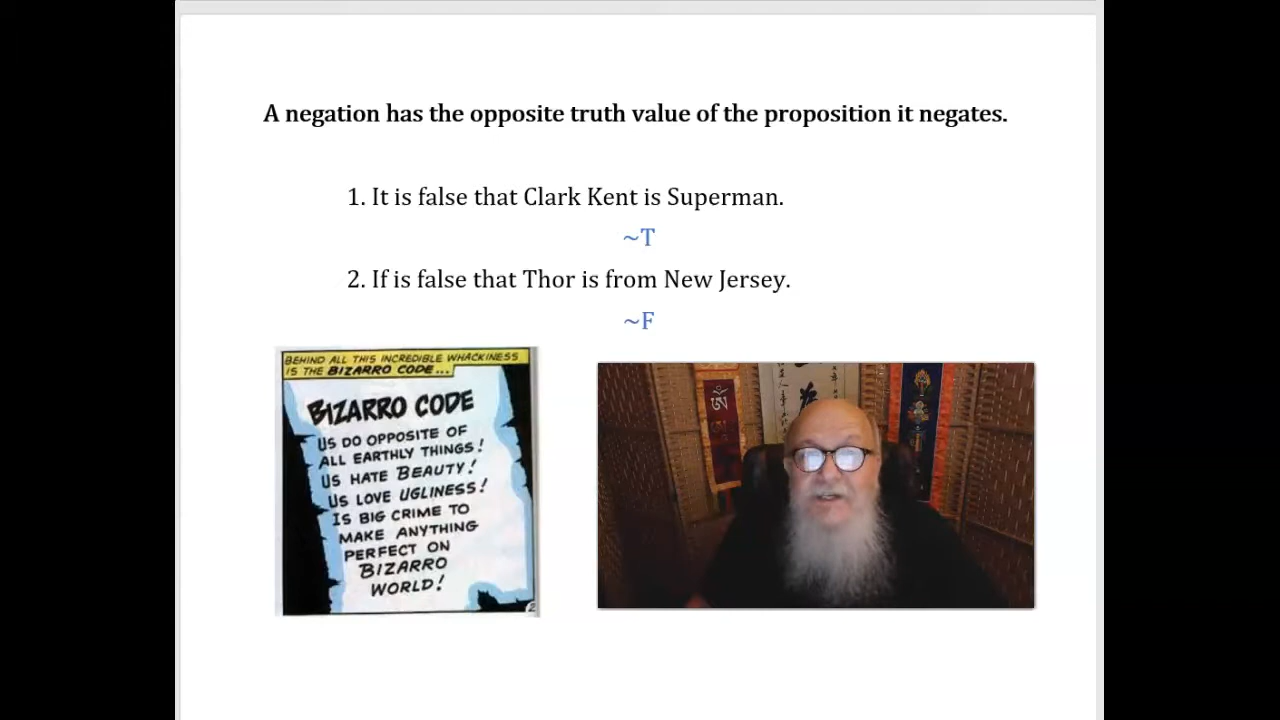 A negation has the opposite truth value of the proposition it negates.
1. It is false that Clark Kent is Superman.
~T
2. If is false that Thor is from New Jersey.
~F
BEHIND ALL THIS INCREDIBLE WHACKINESS
IS THE BIZARRO CODE...
BIZARRO CODE
US DO OPPOSITE OF
ALL EARTHLY THINGS!
US HATE BEAUTY!
US LOVE UGLINESS!
IS BIG CRIME TO
MAKE ANYTHING
PERFECT ON
BIZARRO
WORLD!
2